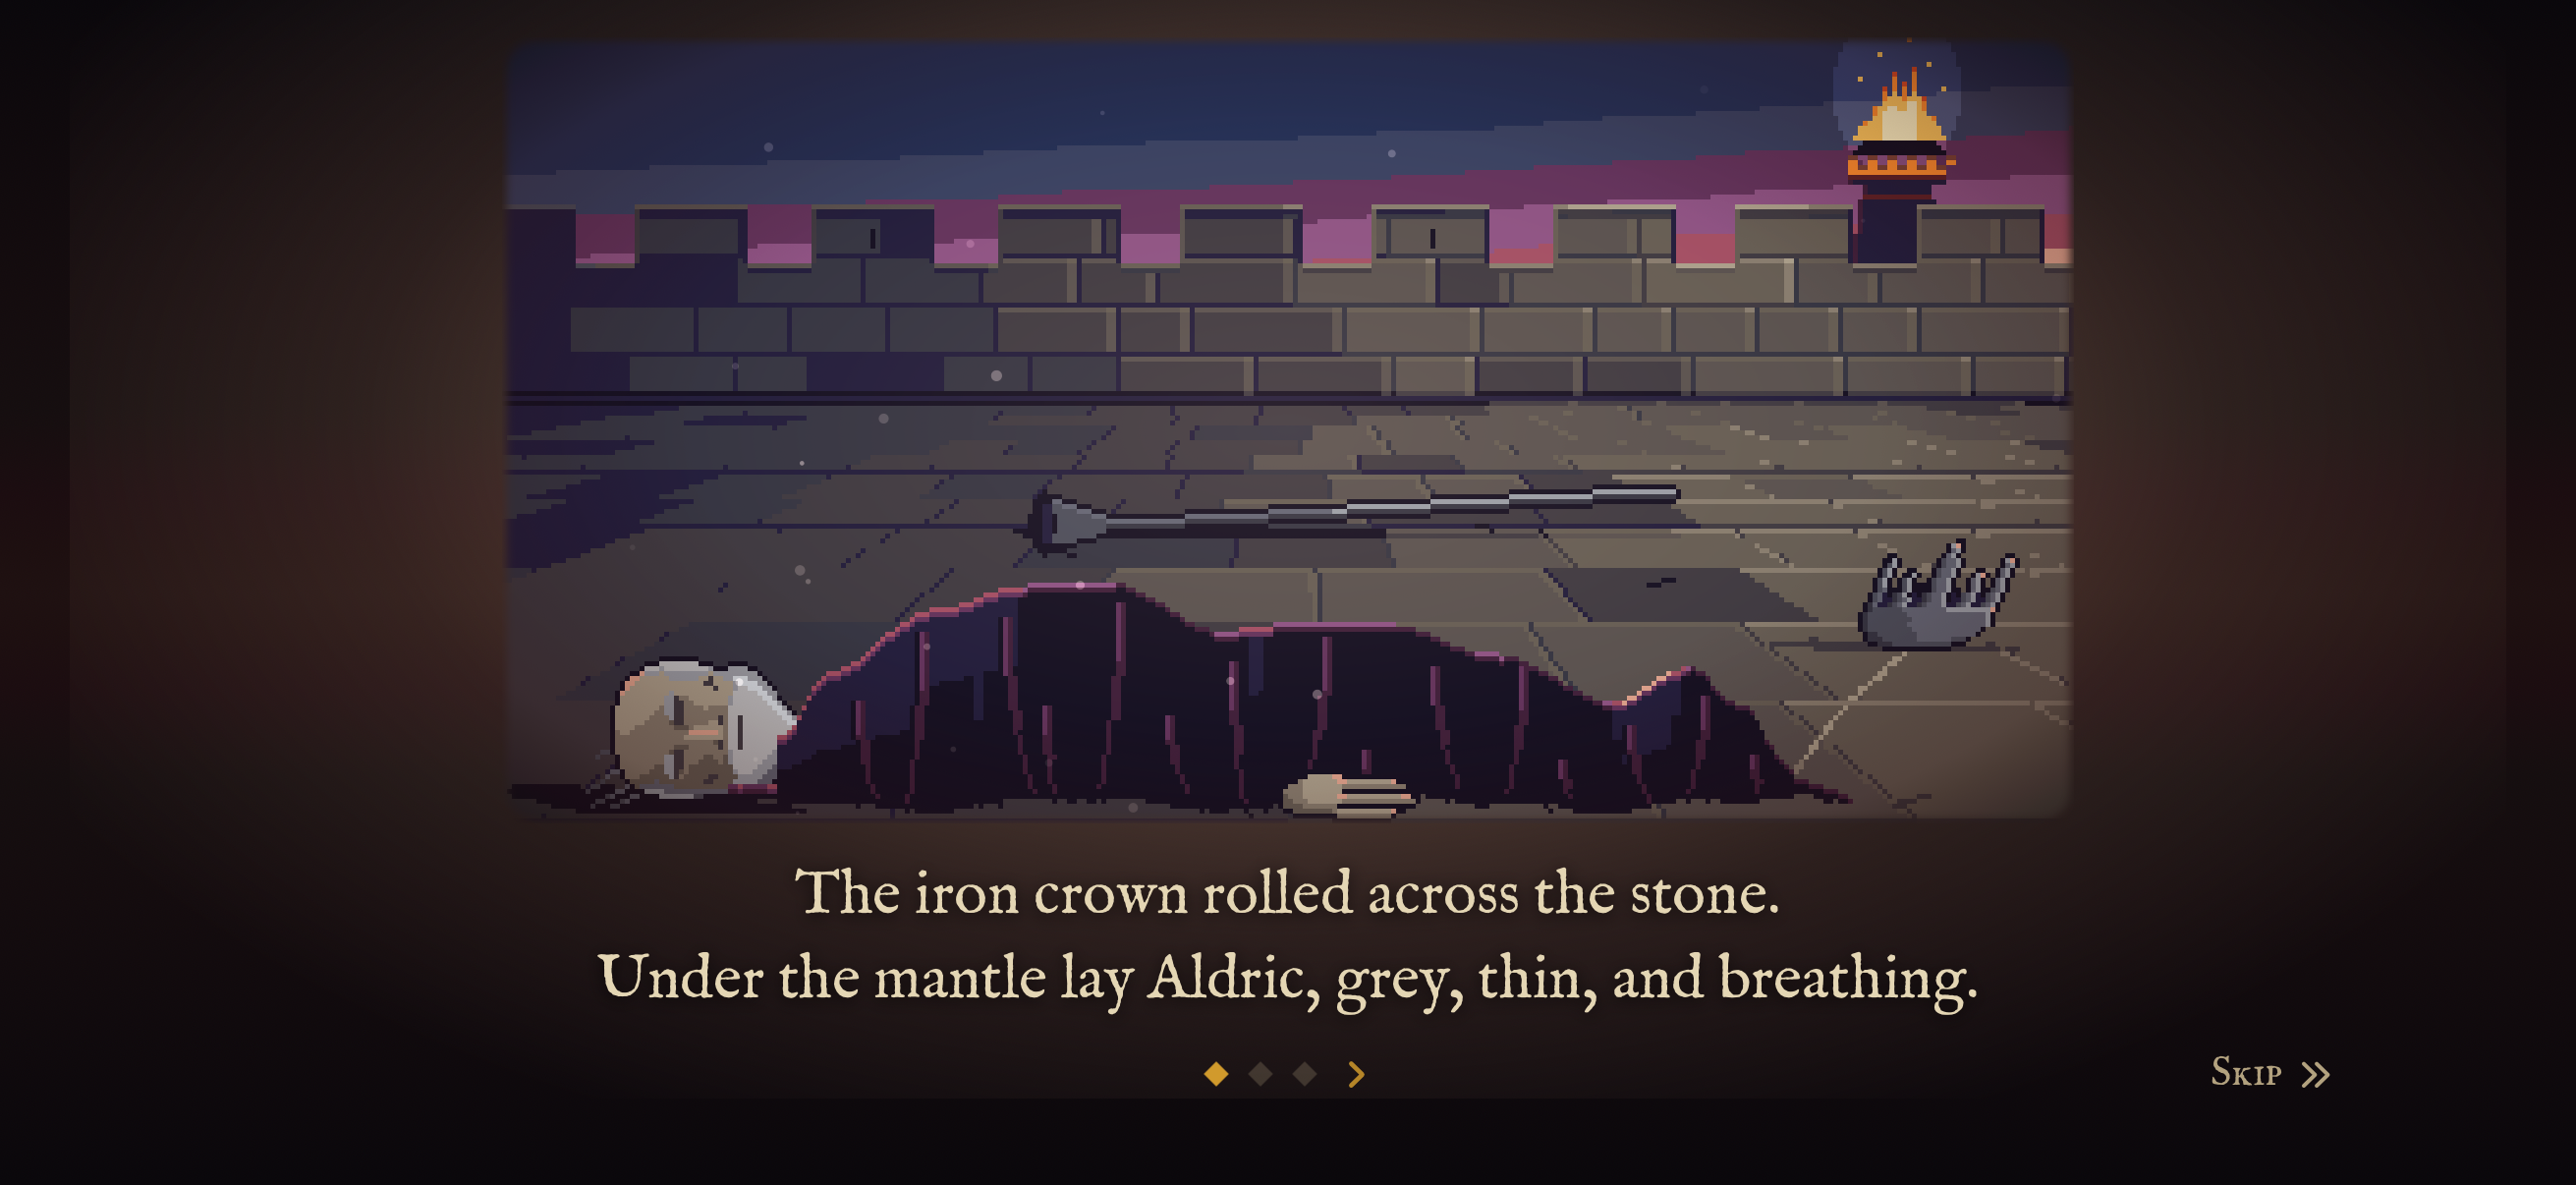 The iron crown rolled across the stone.
Under the mantle lay Aldric, grey, thin, and breathing.
Skip